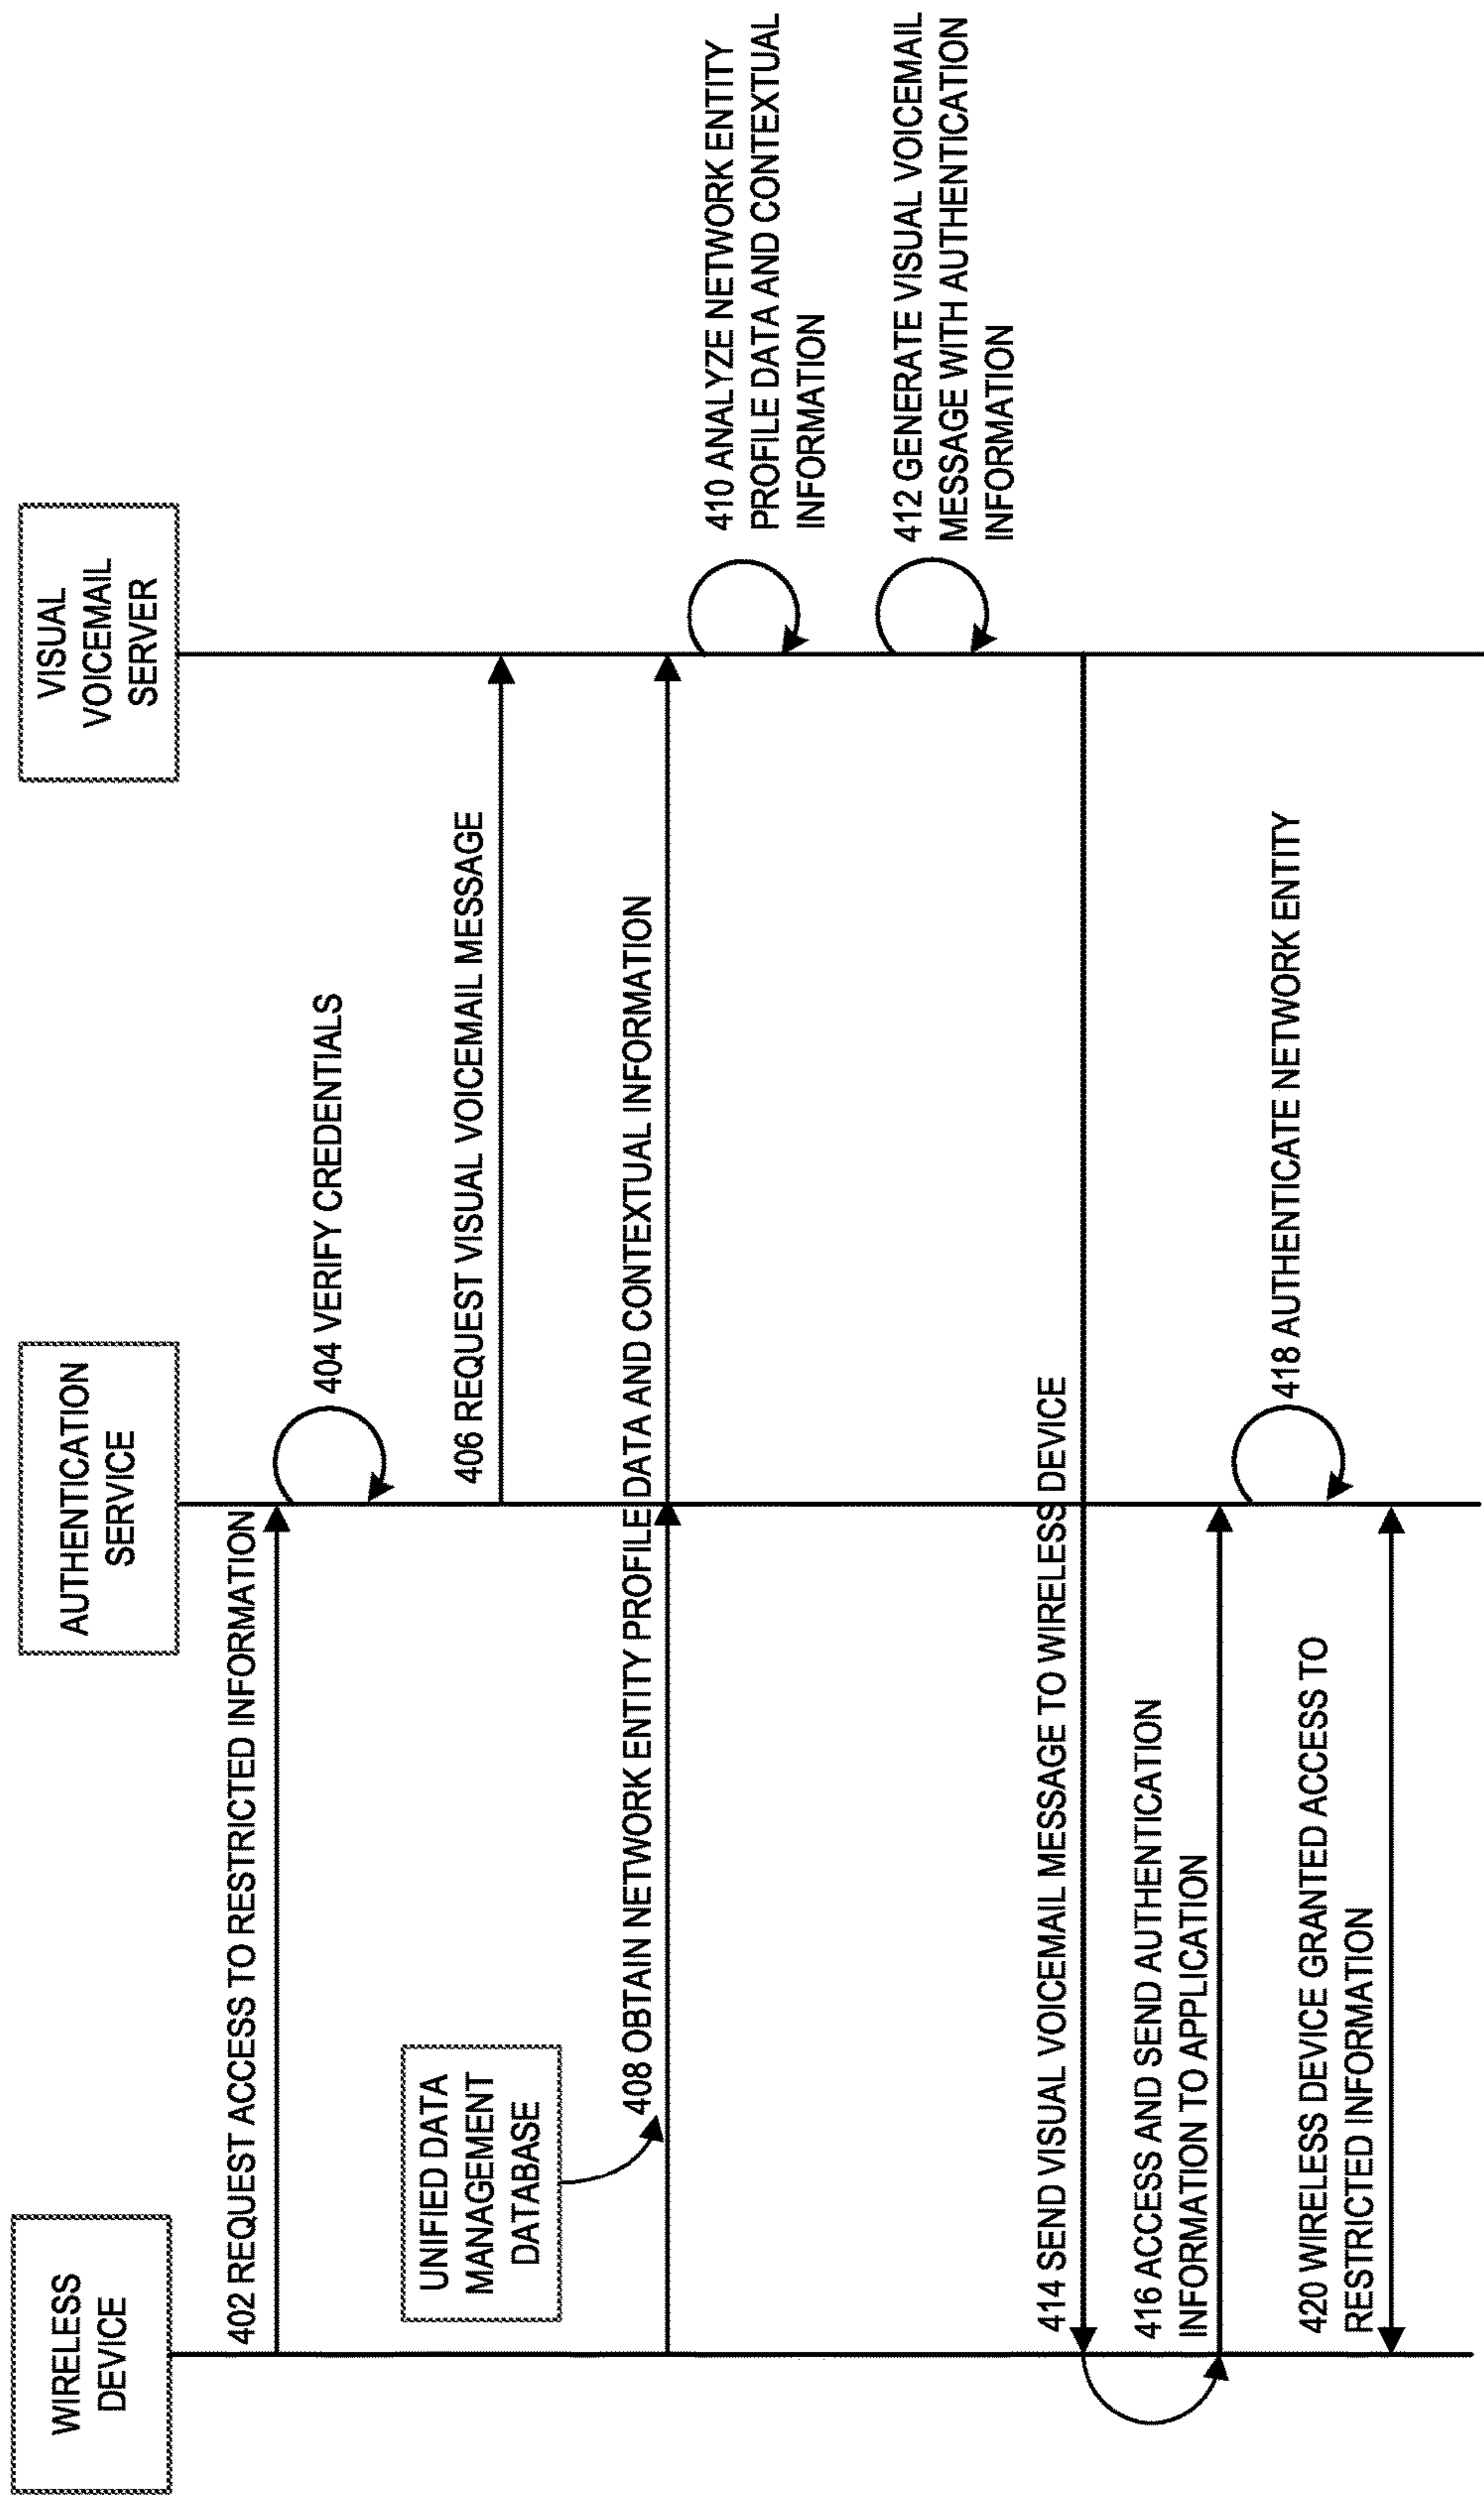 WIRELESS
DEVICE
AUTHENTICATION
SERVICE
VISUAL
VOICEMAIL
SERVER
402 REQUEST ACCESS TO RESTRICTED INFORMATION
404 VERIFY CREDENTIALS
406 REQUEST VISUAL VOICEMAIL MESSAGE
UNIFIED DATA
MANAGEMENT
DATABASE
408 OBTAIN NETWORK ENTITY PROFILE DATA AND CONTEXTUAL INFORMATION
410 ANALYZE NETWORK ENTITY
PROFILE DATA AND CONTEXTUAL
INFORMATION
412 GENERATE VISUAL VOICEMAIL
MESSAGE WITH AUTHENTICATION
INFORMATION
414 SEND VISUAL VOICEMAIL MESSAGE TO WIRELESS DEVICE
416 ACCESS AND SEND AUTHENTICATION
INFORMATION TO APPLICATION
418 AUTHENTICATE NETWORK ENTITY
420 WIRELESS DEVICE GRANTED ACCESS TO
RESTRICTED INFORMATION